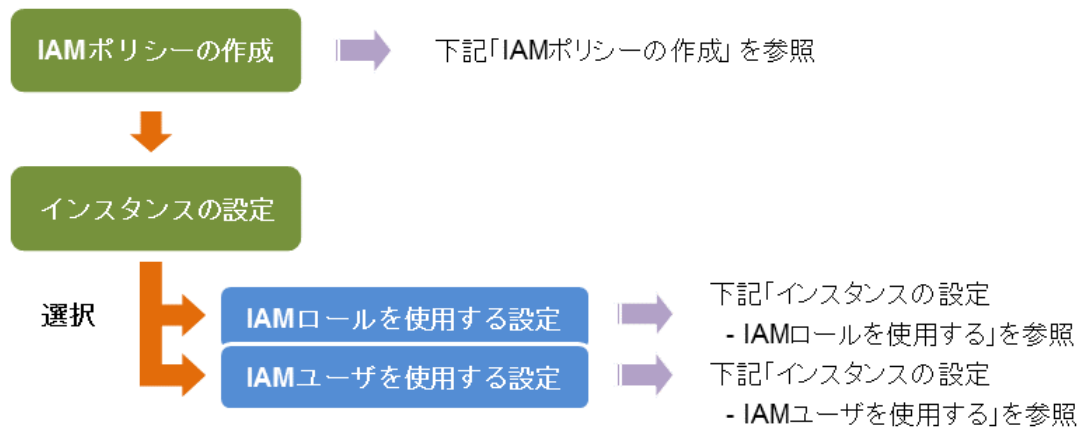 IAMポリシーの作成
下記「IAMポリシーの作成」を参照
インスタンスの設定
選択
IAMロールを使用する設定
下記「インスタンスの設定
- IAMロールを使用する」を参照
IAMユーザを使用する設定
下記「インスタンスの設定
- IAMユーザを使用する」を参照